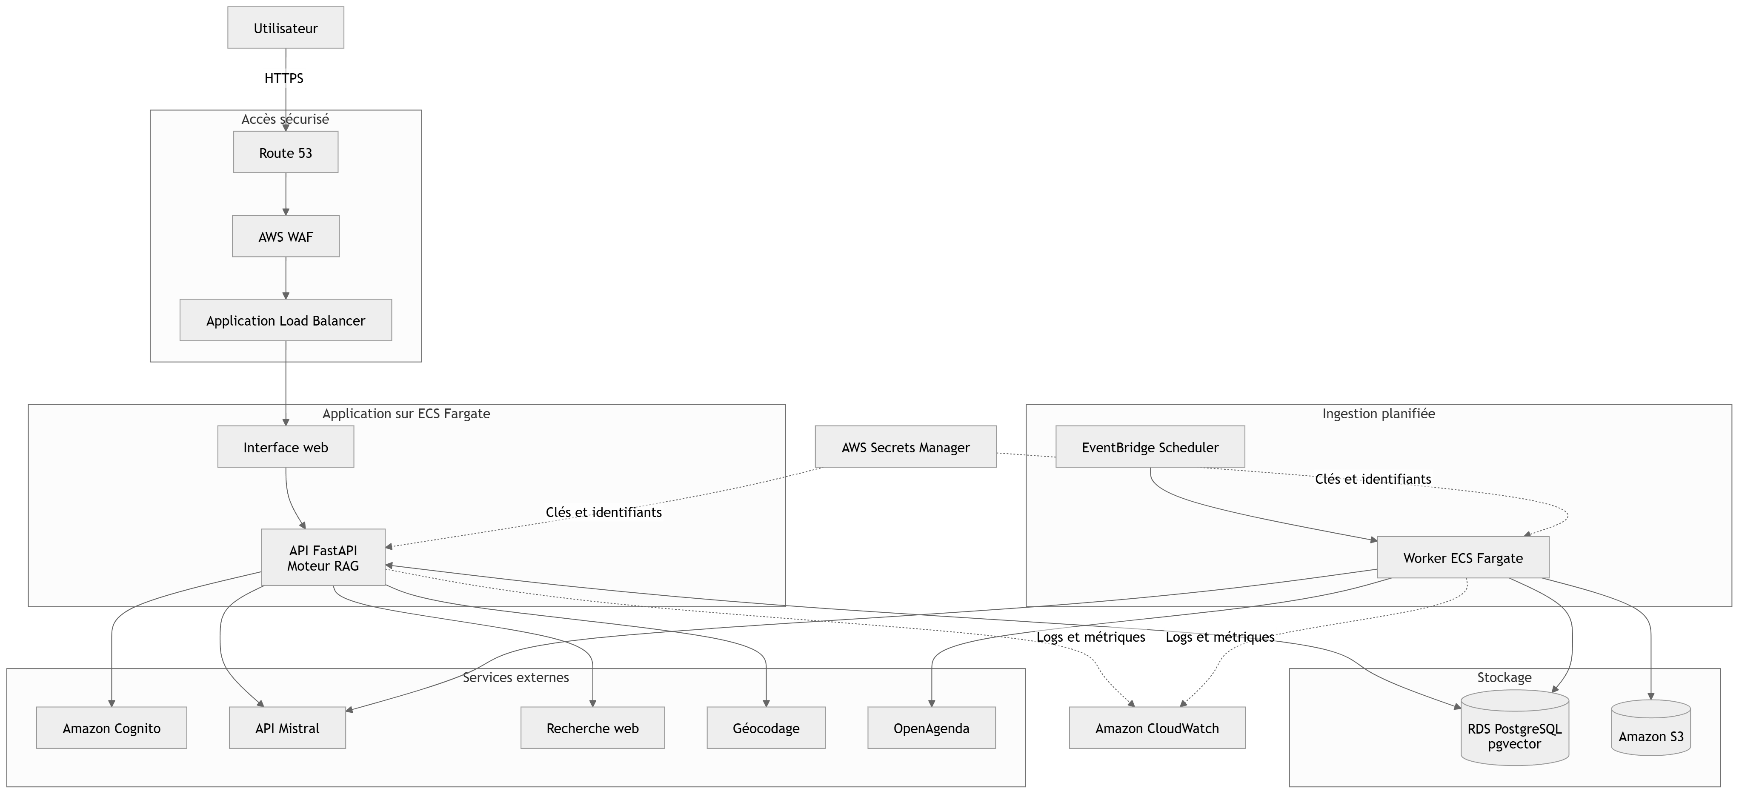 Utilisateur
HTTPS
Accès sécurisé
Route 53
AWS WAF
Application Load Balancer
Application sur ECS Fargate
Interface web
API FastAPI
Moteur RAG
AWS Secrets Manager
Clés et identifiants
Ingestion planifiée
EventBridge Scheduler
Clés et identifiants
Worker ECS Fargate
Logs et métriques
Logs et métriques
Services externes
Amazon Cognito
API Mistral
Recherche web
Géocodage
OpenAgenda
Amazon CloudWatch
Stockage
RDS PostgreSQL
pgvector
Amazon S3